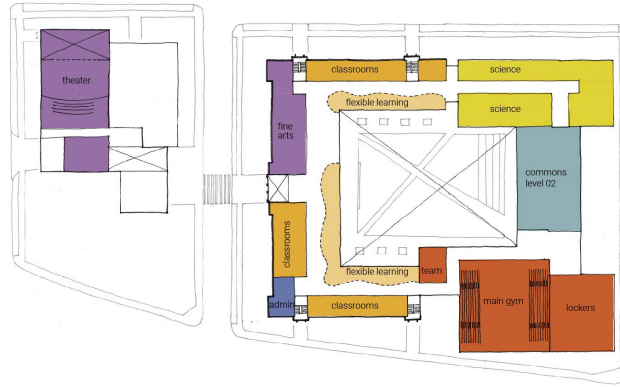 theater
classrooms
science
flexible learning
science
fine
arts
commons
level 02
classrooms
flexible learning
team
admin
classrooms
main gym
lockers